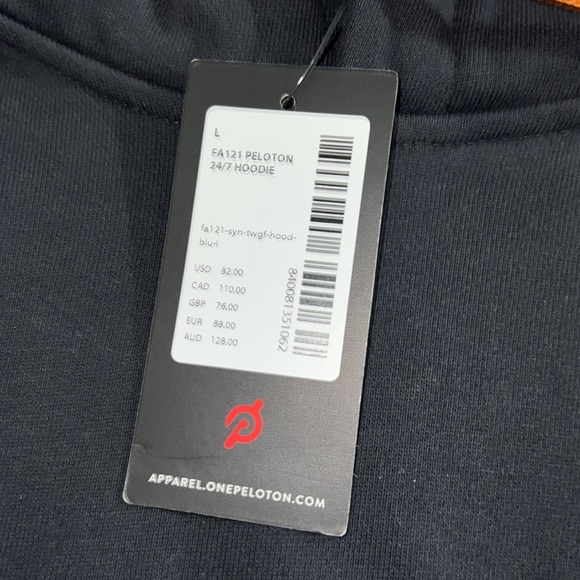 L
FA121 PELOTON
24/7 HOODIE
fa121-syn-twgf-hood-
blu-l
USD 82.00
CAD 110.00
GBP 76.00
EUR 88.00
AUD 128.00
840081351062
APPAREL.ONEPELOTON.COM